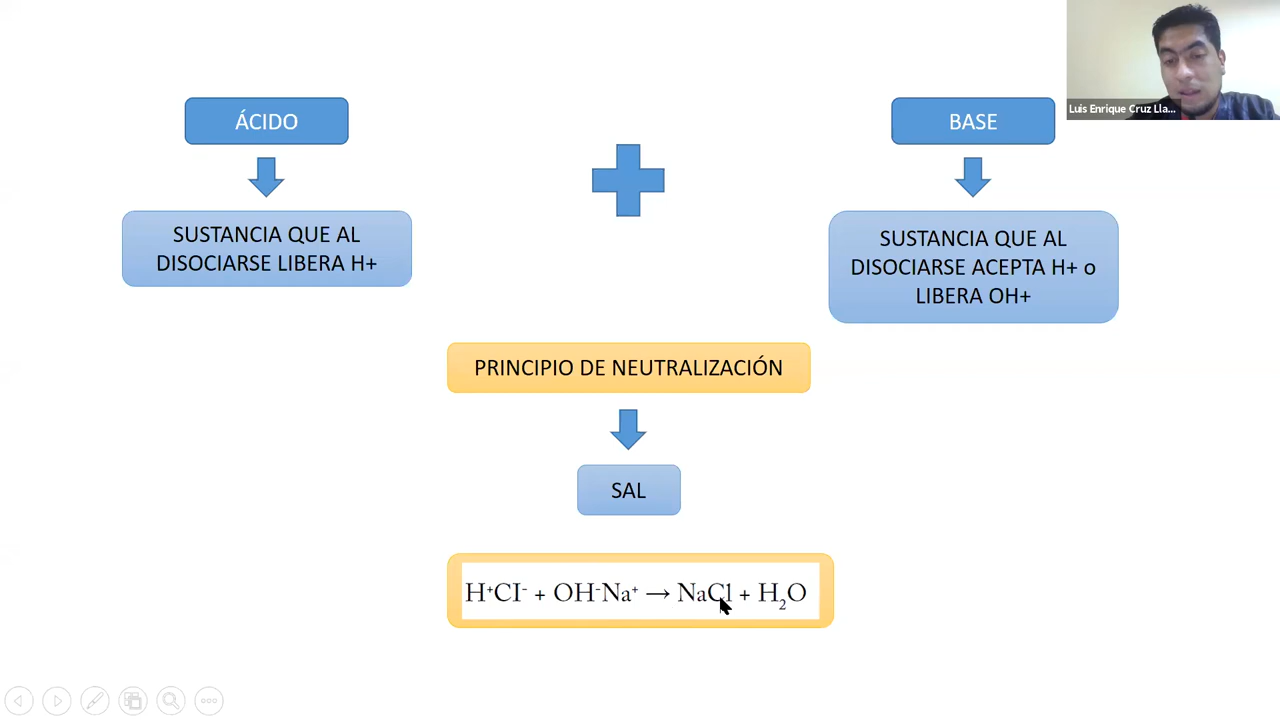 ÁCIDO
BASE
Luis Enrique Cruz Lla...
SUSTANCIA QUE AL
DISOCIARSE LIBERA H+
SUSTANCIA QUE AL
DISOCIARSE ACEPTA H+ o
LIBERA OH+
PRINCIPIO DE NEUTRALIZACIÓN
SAL
H⁺CI⁻ + OH⁻Na⁺ → NaCl + H₂O